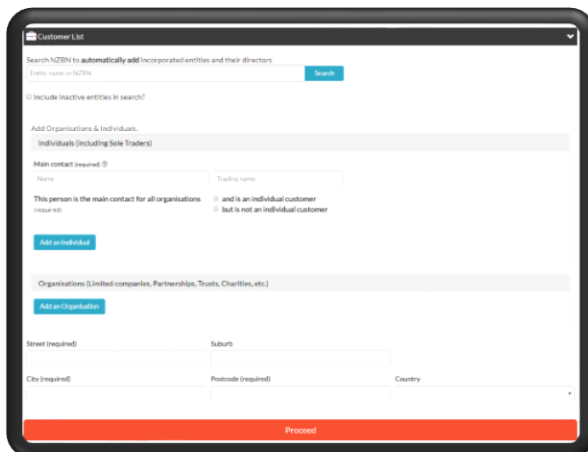 Customer List
Search NZBN to automatically add incorporated entities and their directors
Entity name or NZBN
Search
Include inactive entities in search?
Add Organisations & Individuals.
Individuals (including Sole Traders)
Main contact (required)
Name
Trading name
This person is the main contact for all organisations (required)
and is an individual customer
but is not an individual customer
Add an Individual
Organisations (Limited companies, Partnerships, Trusts, Charities, etc.)
Add an Organisation
Street (required)
Suburb
City (required)
Postcode (required)
Country
Proceed